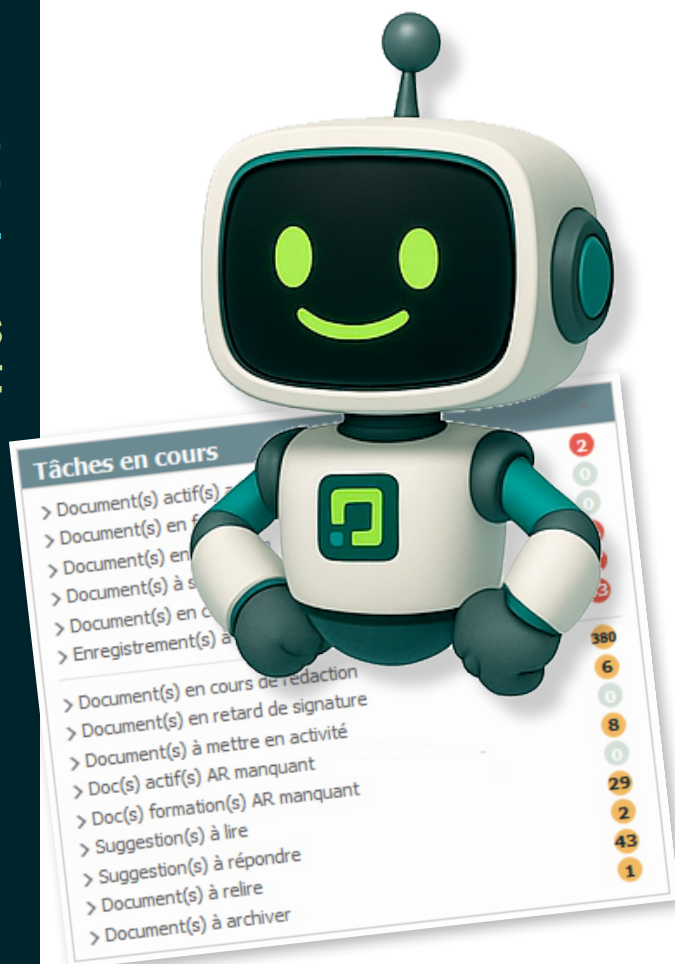 Tâches en cours
> Document(s) actif(s) 2
> Document(s) en 0
> Document(s) en 0
> Document(s) à
> Document(s) en
> Enregistrement(s) à
> Document(s) en cours de rédaction 380
> Document(s) en retard de signature 6
> Document(s) à mettre en activité 0
> Doc(s) actif(s) AR manquant 8
> Doc(s) formation(s) AR manquant 0
> Suggestion(s) à lire 29
> Suggestion(s) à répondre 2
> Document(s) à relire 43
> Document(s) à archiver 1